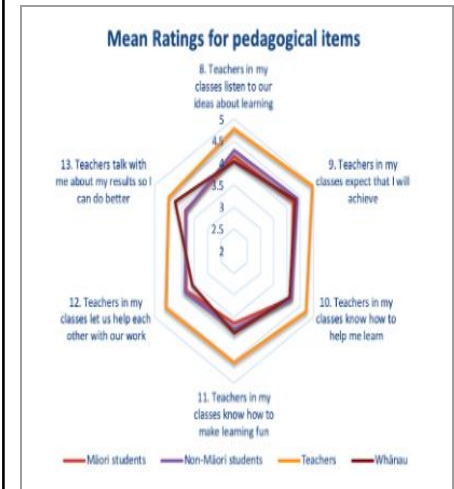 Mean Ratings for pedagogical items
8. Teachers in my
classes listen to our
ideas about learning
5
4.5
4
3.5
3
2.5
2
9. Teachers in my
classes expect that I will
achieve
10. Teachers in my
classes know how to
help me learn
11. Teachers in my
classes know how to
make learning fun
12. Teachers in my
classes let us help each
other with our work
13. Teachers talk with
me about my results so I
can do better
Māori students
Non-Māori students
Teachers
Whānau